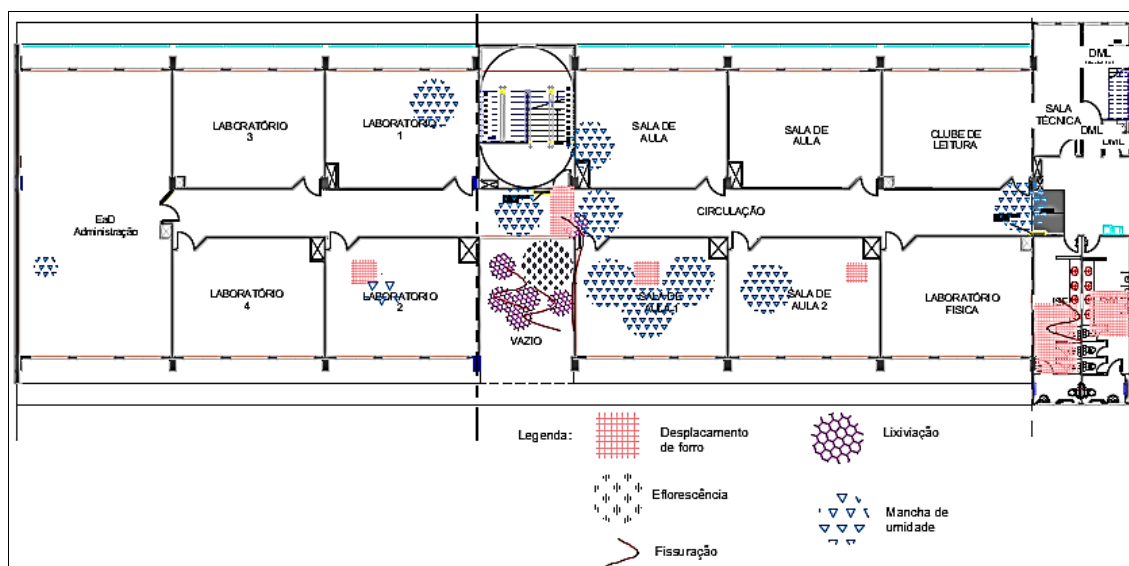 DML
LABORATÓRIO
3
LABORATORIO
1
SALA DE
AULA
SALA DE
AULA
CLUBE DE
LEITURA
SALA
TÉCNICA
DML
DML
EaD
Administração
CIRCULAÇÃO
LABORATÓRIO
4
LABORATORIO
2
VAZIO
SALA DE
AULA 1
SALA DE
AULA 2
LABORATÓRIO
FISICA
Legenda:
Desplacamento
de forro
Lixiviação
Eflorescência
Mancha de
umidade
Fissuração